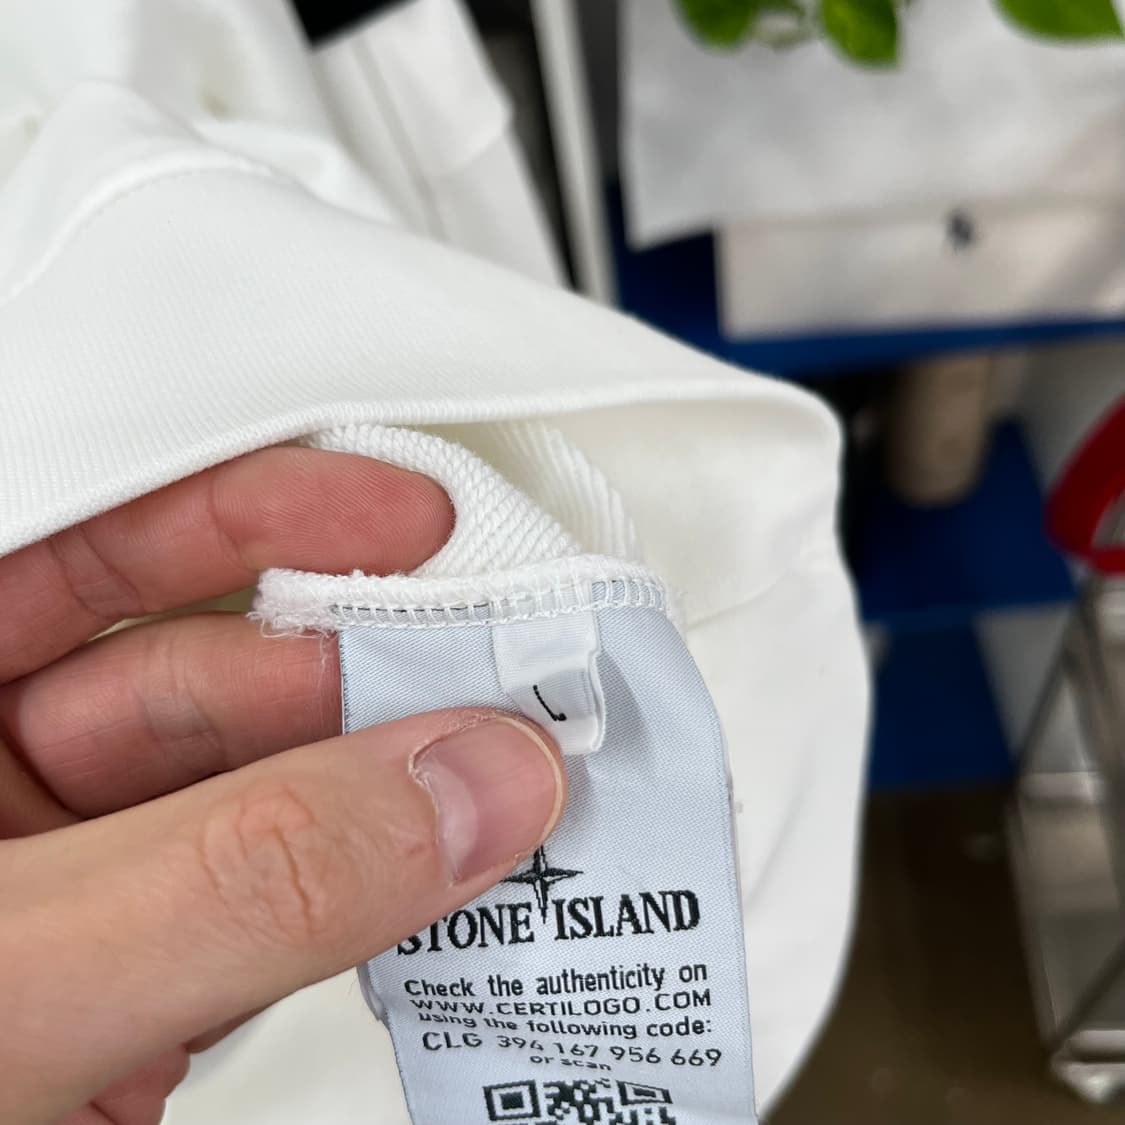 L
STONE ISLAND
Check the authenticity on
WWW.CERTILOGO.COM
using the following code:
CLG 394 167 956 669
or scan